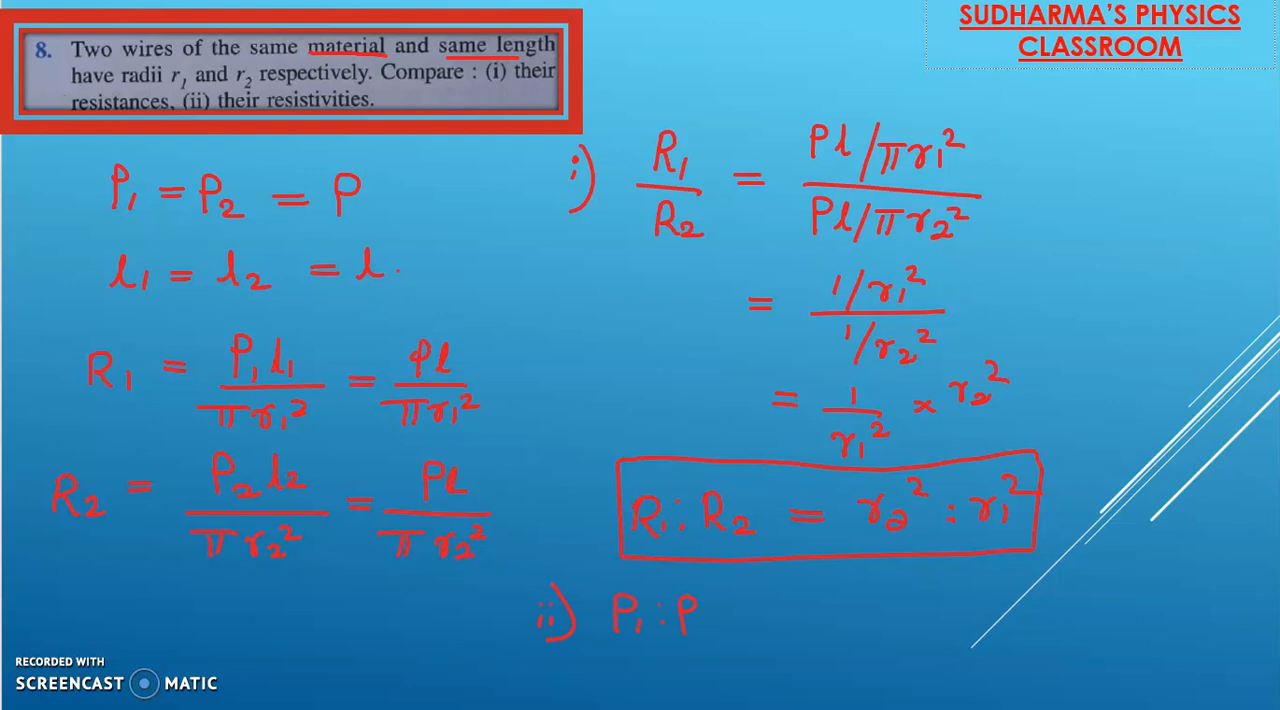 SUDHARMA'S PHYSICS
CLASSROOM
8. Two wires of the same material and same length
have radii r₁ and r₂ respectively. Compare : (i) their
resistances, (ii) their resistivities.
ρ₁ = ρ₂ = ρ
l₁ = l₂ = l.
R₁ = ρ₁l₁/πr₁² = ρl/πr₁²
R₂ = ρ₂l₂/πr₂² = ρl/πr₂²
i) R₁/R₂ = ρl/πr₁² / ρl/πr₂²
= 1/r₁² / 1/r₂²
= 1/r₁² × r₂²
R₁ : R₂ = r₂² : r₁²
ii) ρ₁ : ρ
RECORDED WITH
SCREENCAST MATIC